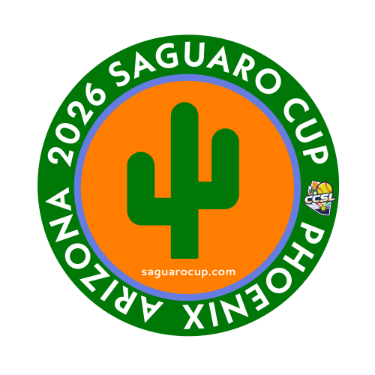 2026 SAGUARO CUP
PHOENIX ARIZONA
CCSL
saguarocup.com